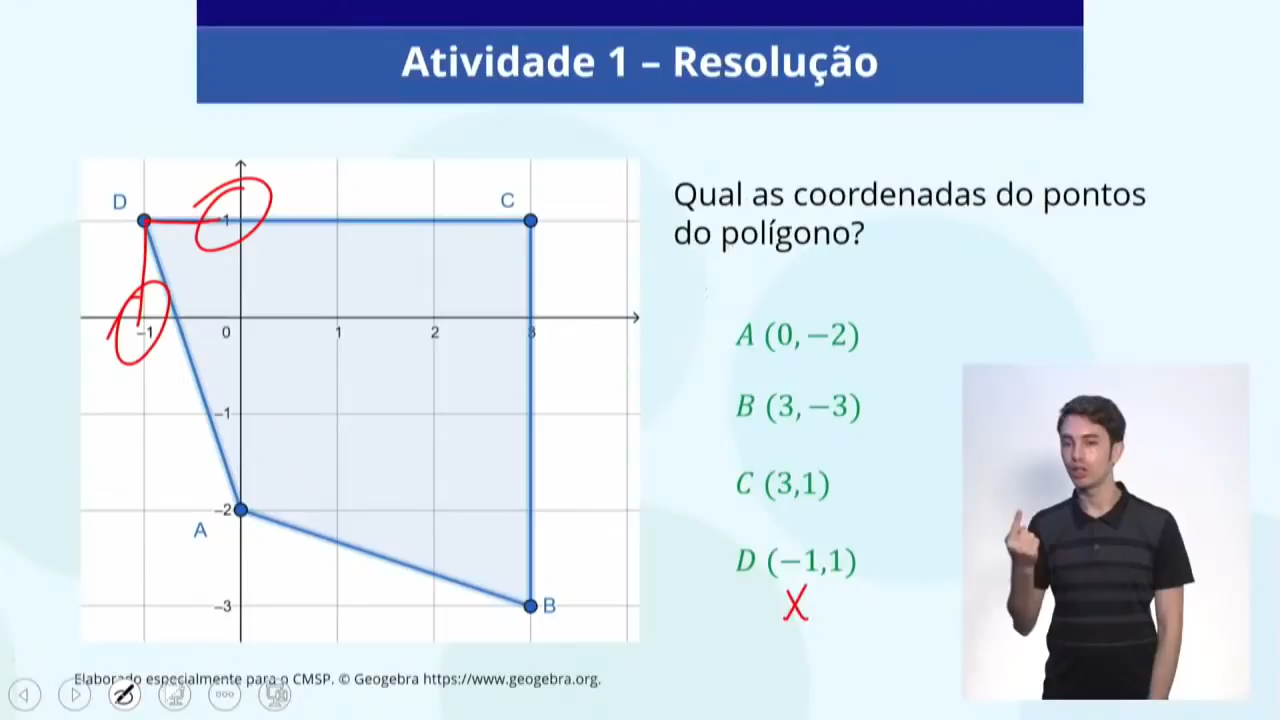 Atividade 1 – Resolução
Qual as coordenadas do pontos
do polígono?
D
C
1
-1
0
1
2
3
-1
-2
A
-3
B
A (0, −2)
B (3, −3)
C (3,1)
D (−1,1)
X
Elaborado especialmente para o CMSP. © Geogebra https://www.geogebra.org.